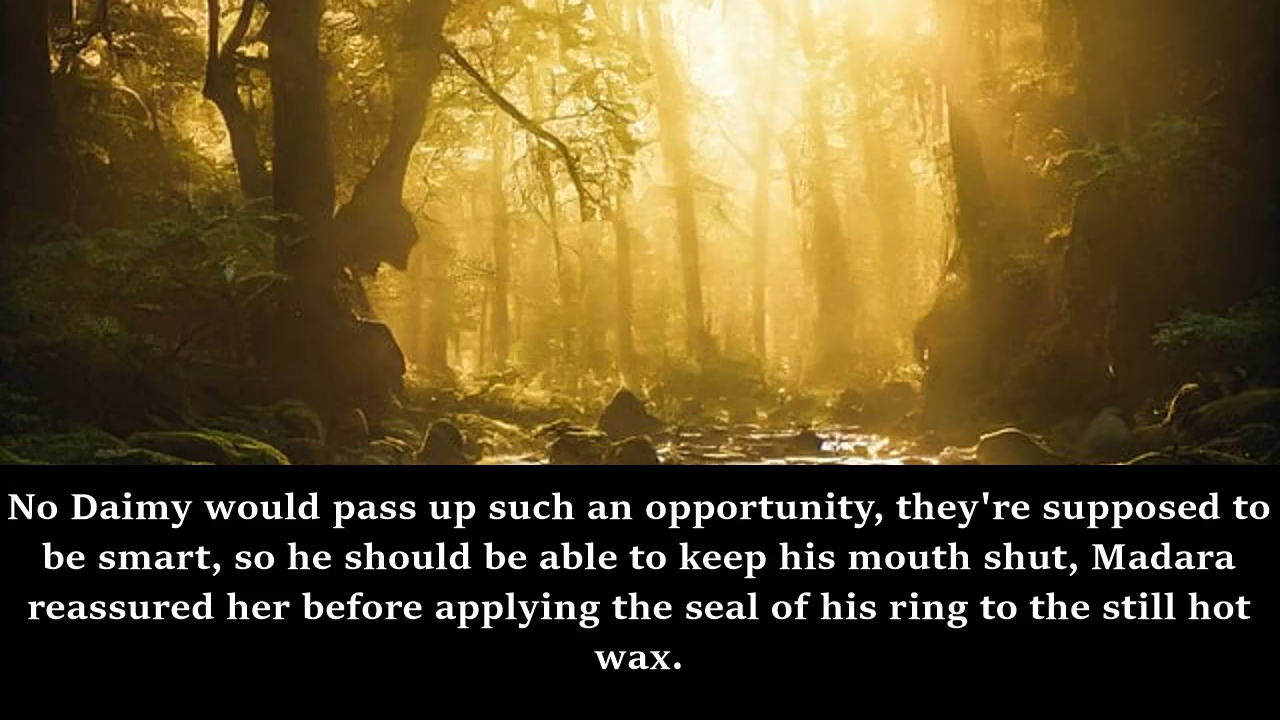 No Daimy would pass up such an opportunity, they're supposed to
be smart, so he should be able to keep his mouth shut, Madara
reassured her before applying the seal of his ring to the still hot
wax.